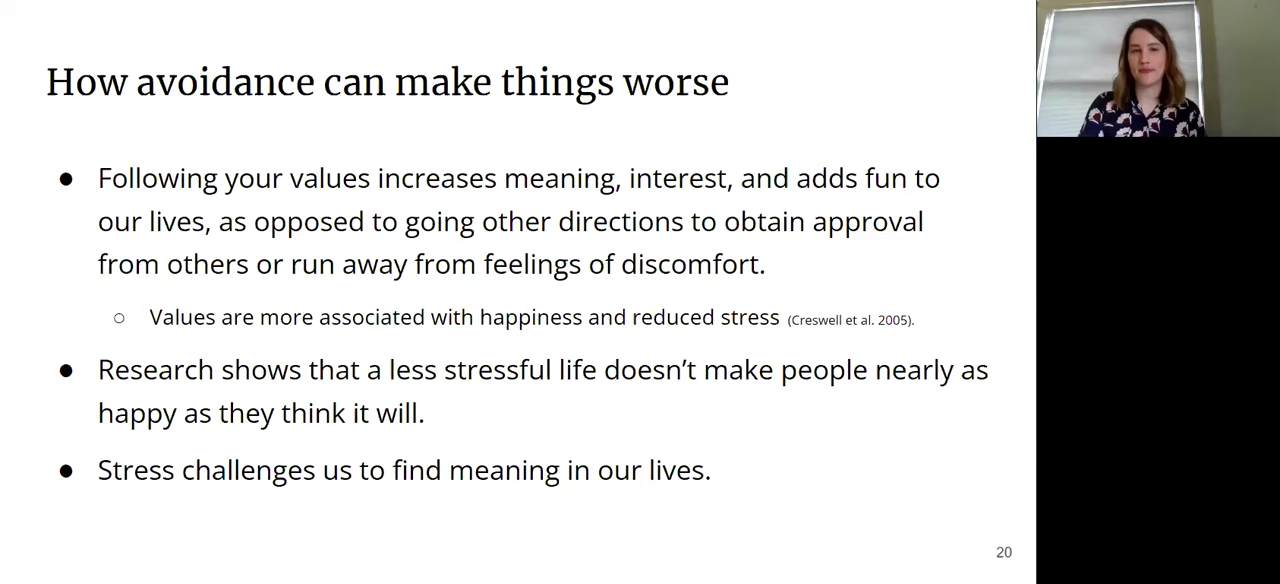 How avoidance can make things worse
● Following your values increases meaning, interest, and adds fun to
our lives, as opposed to going other directions to obtain approval
from others or run away from feelings of discomfort.
○ Values are more associated with happiness and reduced stress (Creswell et al. 2005).
● Research shows that a less stressful life doesn’t make people nearly as
happy as they think it will.
● Stress challenges us to find meaning in our lives.
20